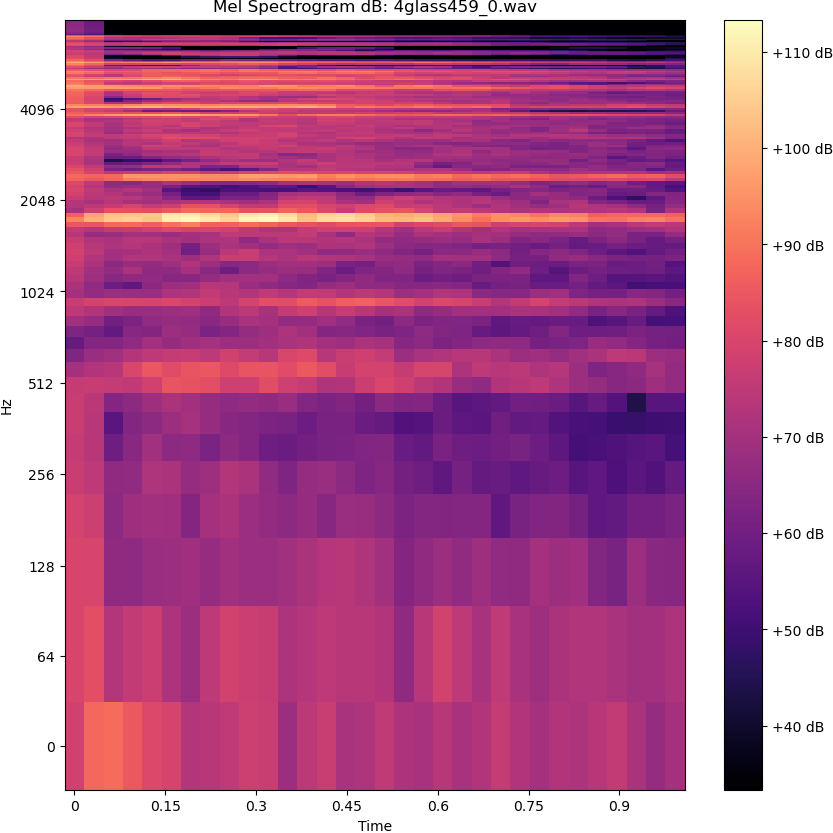 Mel Spectrogram dB: 4glass459_0.wav
4096
2048
1024
512
256
128
64
0
Hz
0
0.15
0.3
0.45
0.6
0.75
0.9
Time
+110 dB
+100 dB
+90 dB
+80 dB
+70 dB
+60 dB
+50 dB
+40 dB